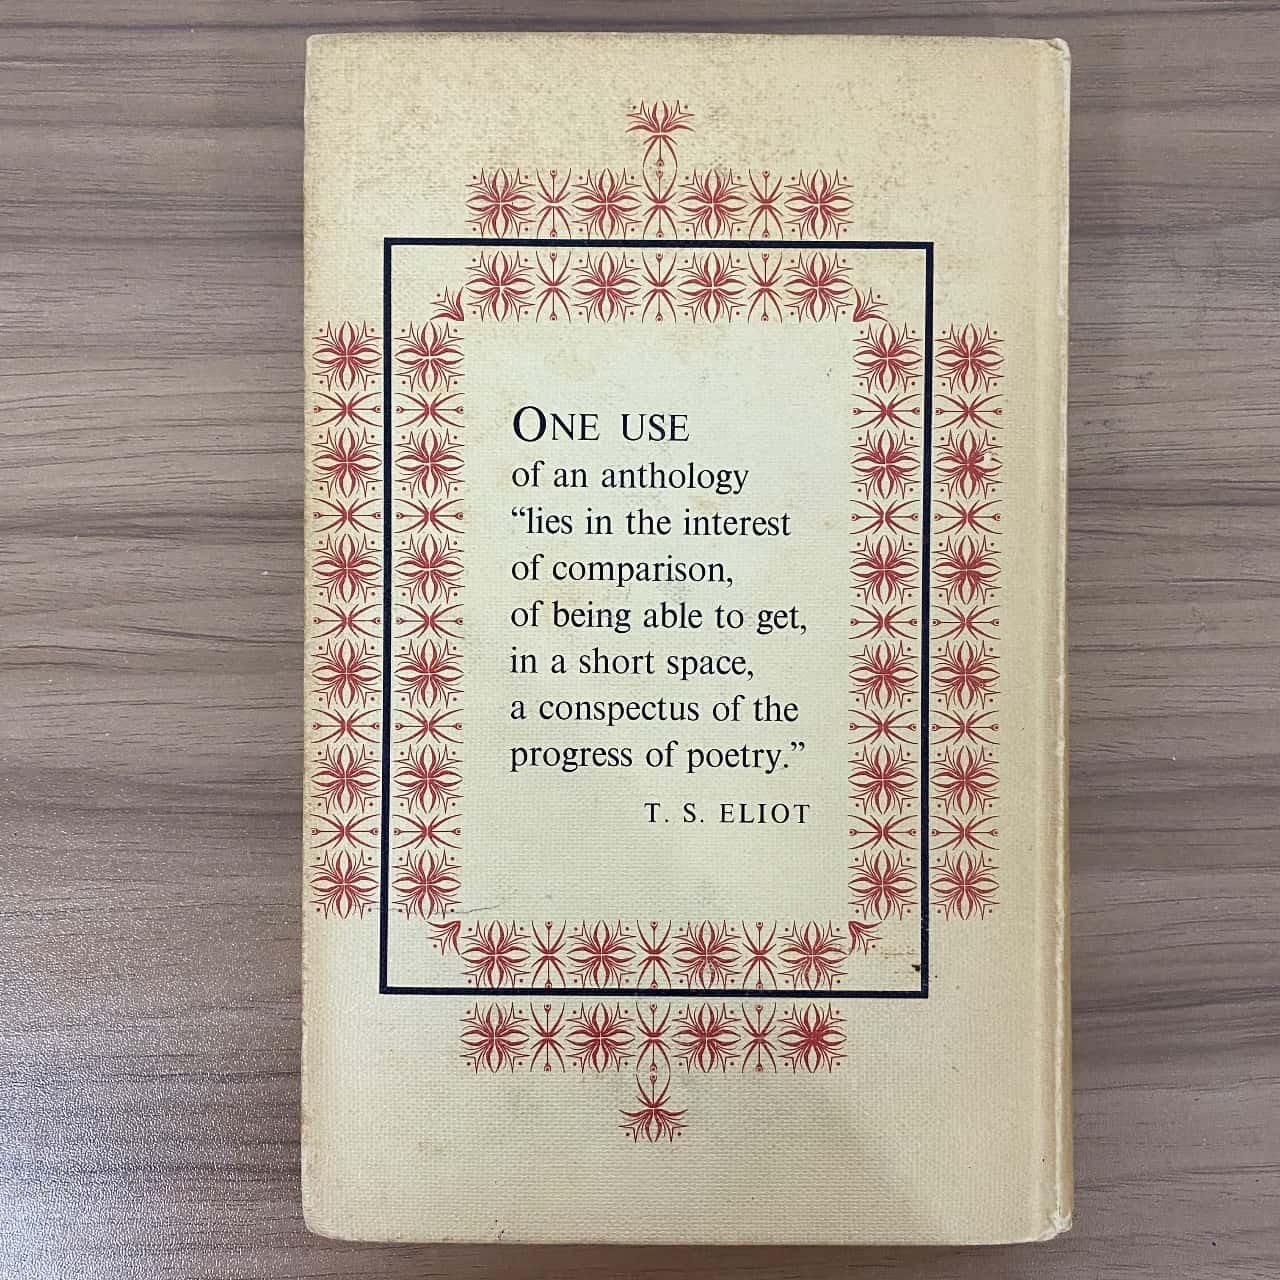 ONE USE
of an anthology
“lies in the interest
of comparison,
of being able to get,
in a short space,
a conspectus of the
progress of poetry.”
T. S. ELIOT